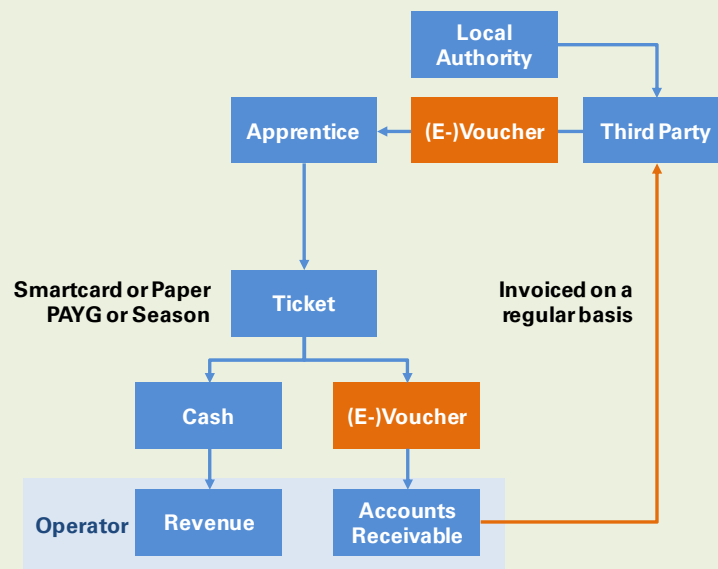 Local
Authority
Apprentice
(E-)Voucher
Third Party
Smartcard or Paper
PAYG or Season
Ticket
Invoiced on a
regular basis
Cash
(E-)Voucher
Operator
Revenue
Accounts
Receivable